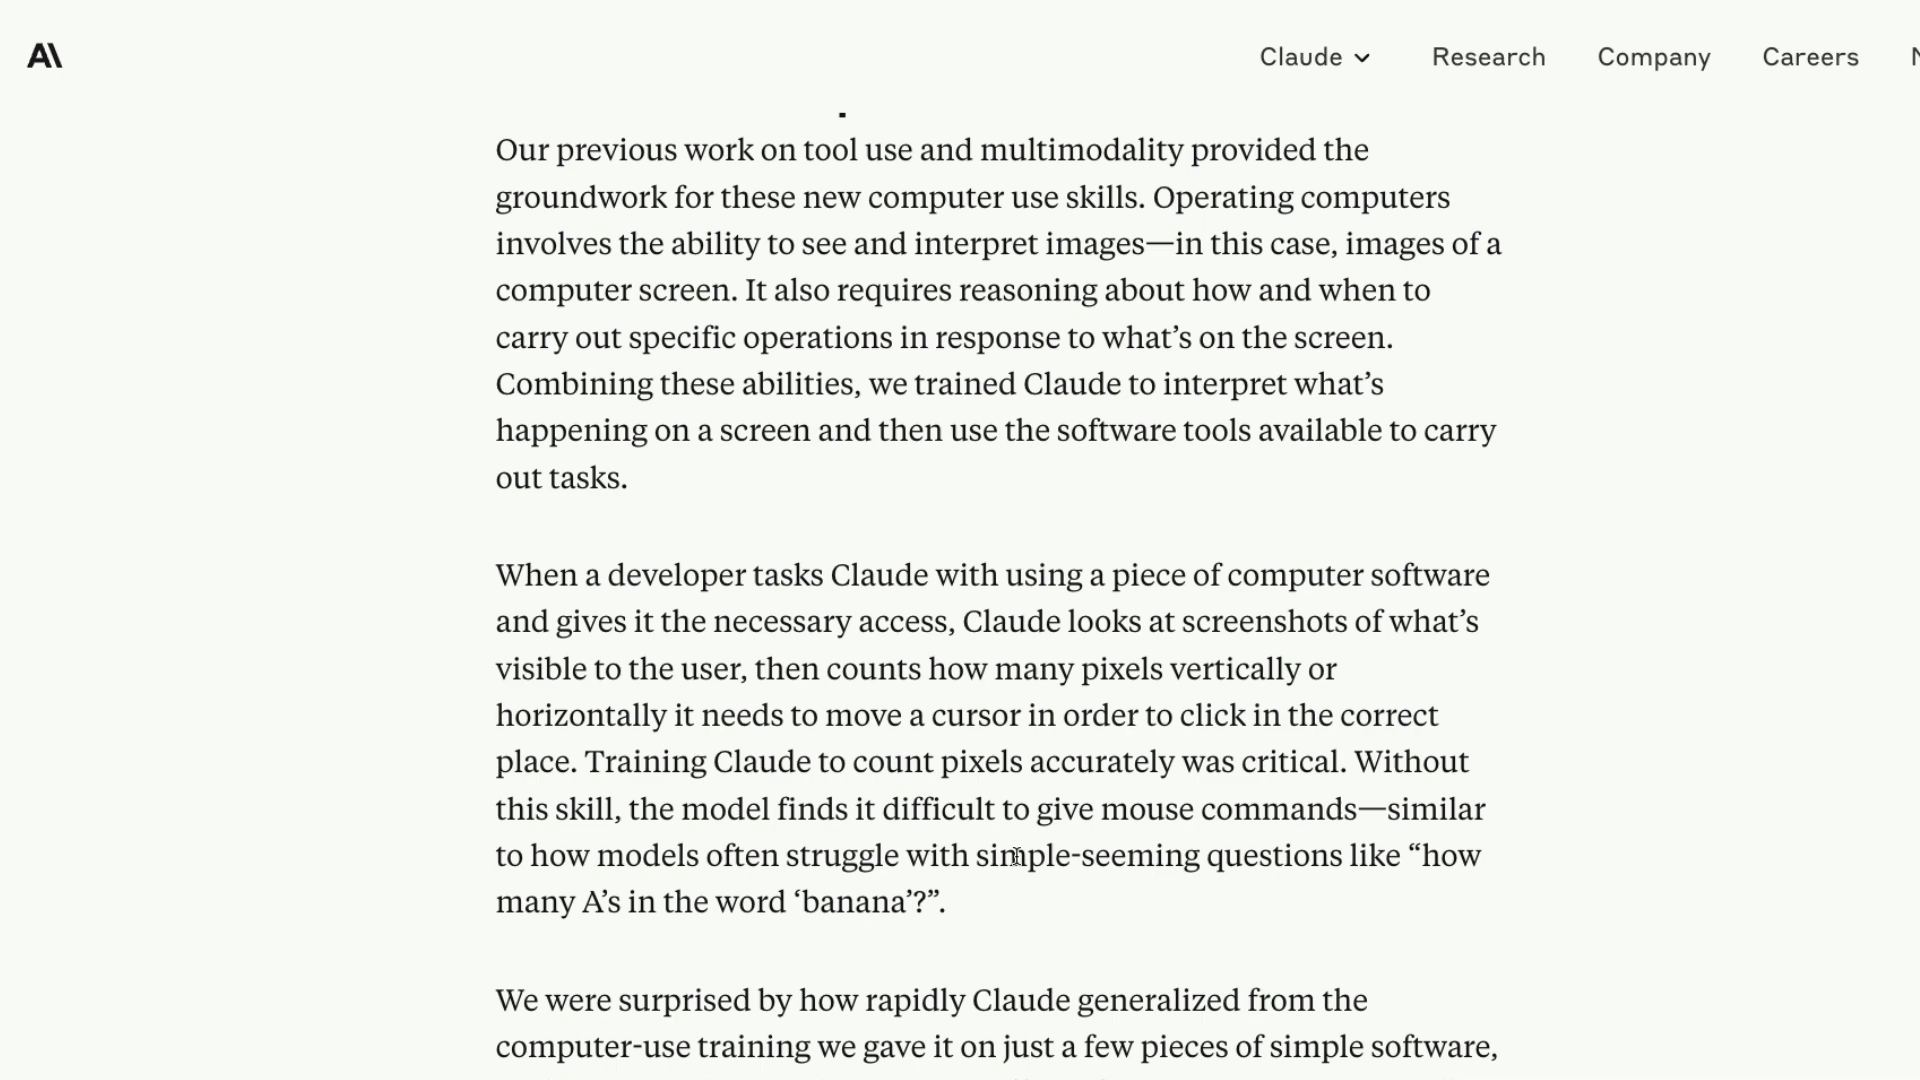 A\
Claude
Research
Company
Careers
Our previous work on tool use and multimodality provided the
groundwork for these new computer use skills. Operating computers
involves the ability to see and interpret images—in this case, images of a
computer screen. It also requires reasoning about how and when to
carry out specific operations in response to what’s on the screen.
Combining these abilities, we trained Claude to interpret what’s
happening on a screen and then use the software tools available to carry
out tasks.
When a developer tasks Claude with using a piece of computer software
and gives it the necessary access, Claude looks at screenshots of what’s
visible to the user, then counts how many pixels vertically or
horizontally it needs to move a cursor in order to click in the correct
place. Training Claude to count pixels accurately was critical. Without
this skill, the model finds it difficult to give mouse commands—similar
to how models often struggle with simple-seeming questions like “how
many A’s in the word ‘banana’?”.
We were surprised by how rapidly Claude generalized from the
computer-use training we gave it on just a few pieces of simple software,